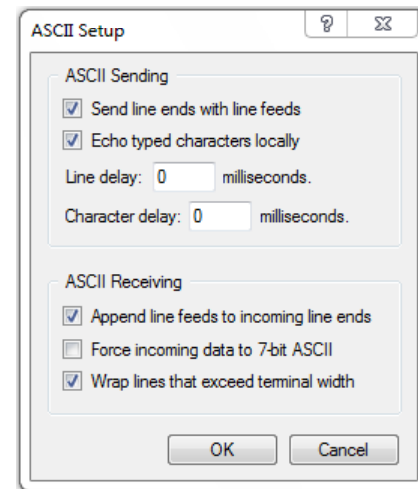 ASCII Setup
ASCII Sending
Send line ends with line feeds
Echo typed characters locally
Line delay: 0 milliseconds.
Character delay: 0 milliseconds.
ASCII Receiving
Append line feeds to incoming line ends
Force incoming data to 7-bit ASCII
Wrap lines that exceed terminal width
OK Cancel